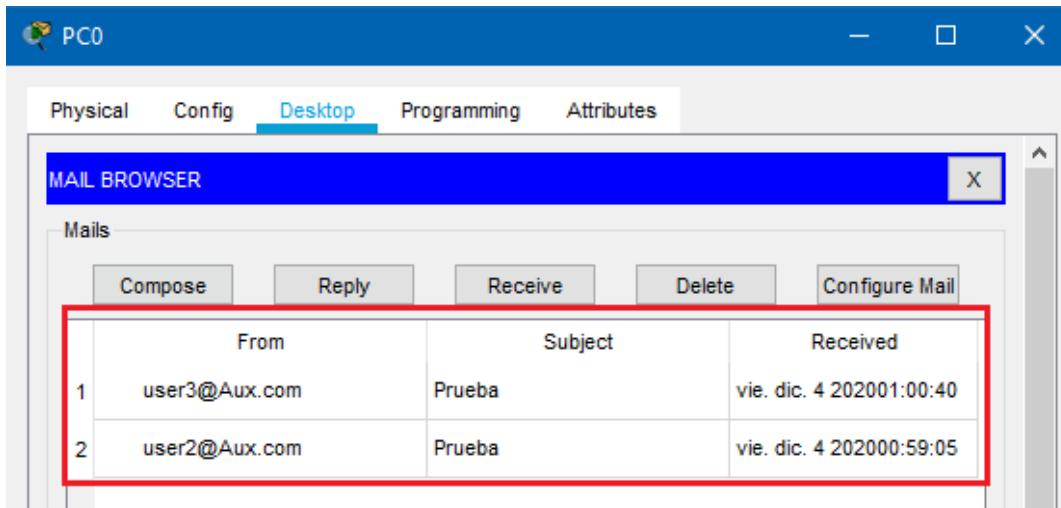 PC0
Physical Config Desktop Programming Attributes
MAIL BROWSER X
Mails
Compose Reply Receive Delete Configure Mail
From Subject Received
1 user3@Aux.com Prueba vie. dic. 4 202001:00:40
2 user2@Aux.com Prueba vie. dic. 4 202000:59:05